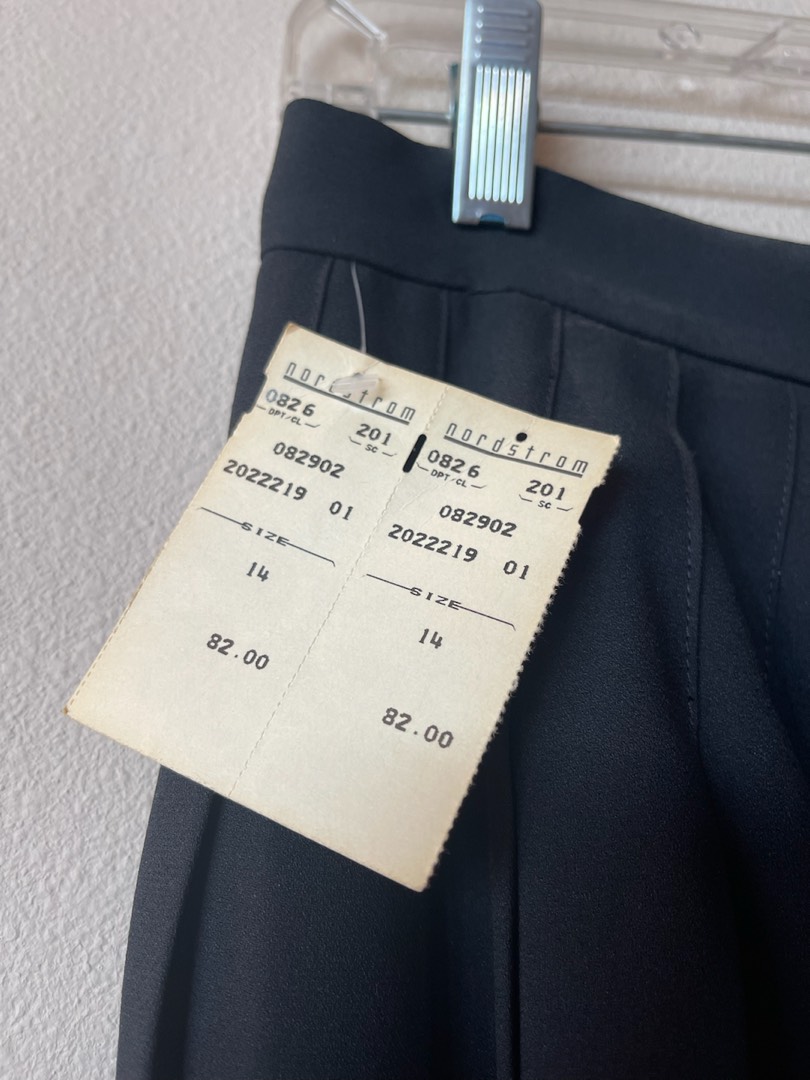 nordstrom
0826 201
DPT/CL SC
082902
2022219 01
SIZE
14
82.00
nordstrom
0826 201
DPT/CL SC
082902
2022219 01
SIZE
14
82.00